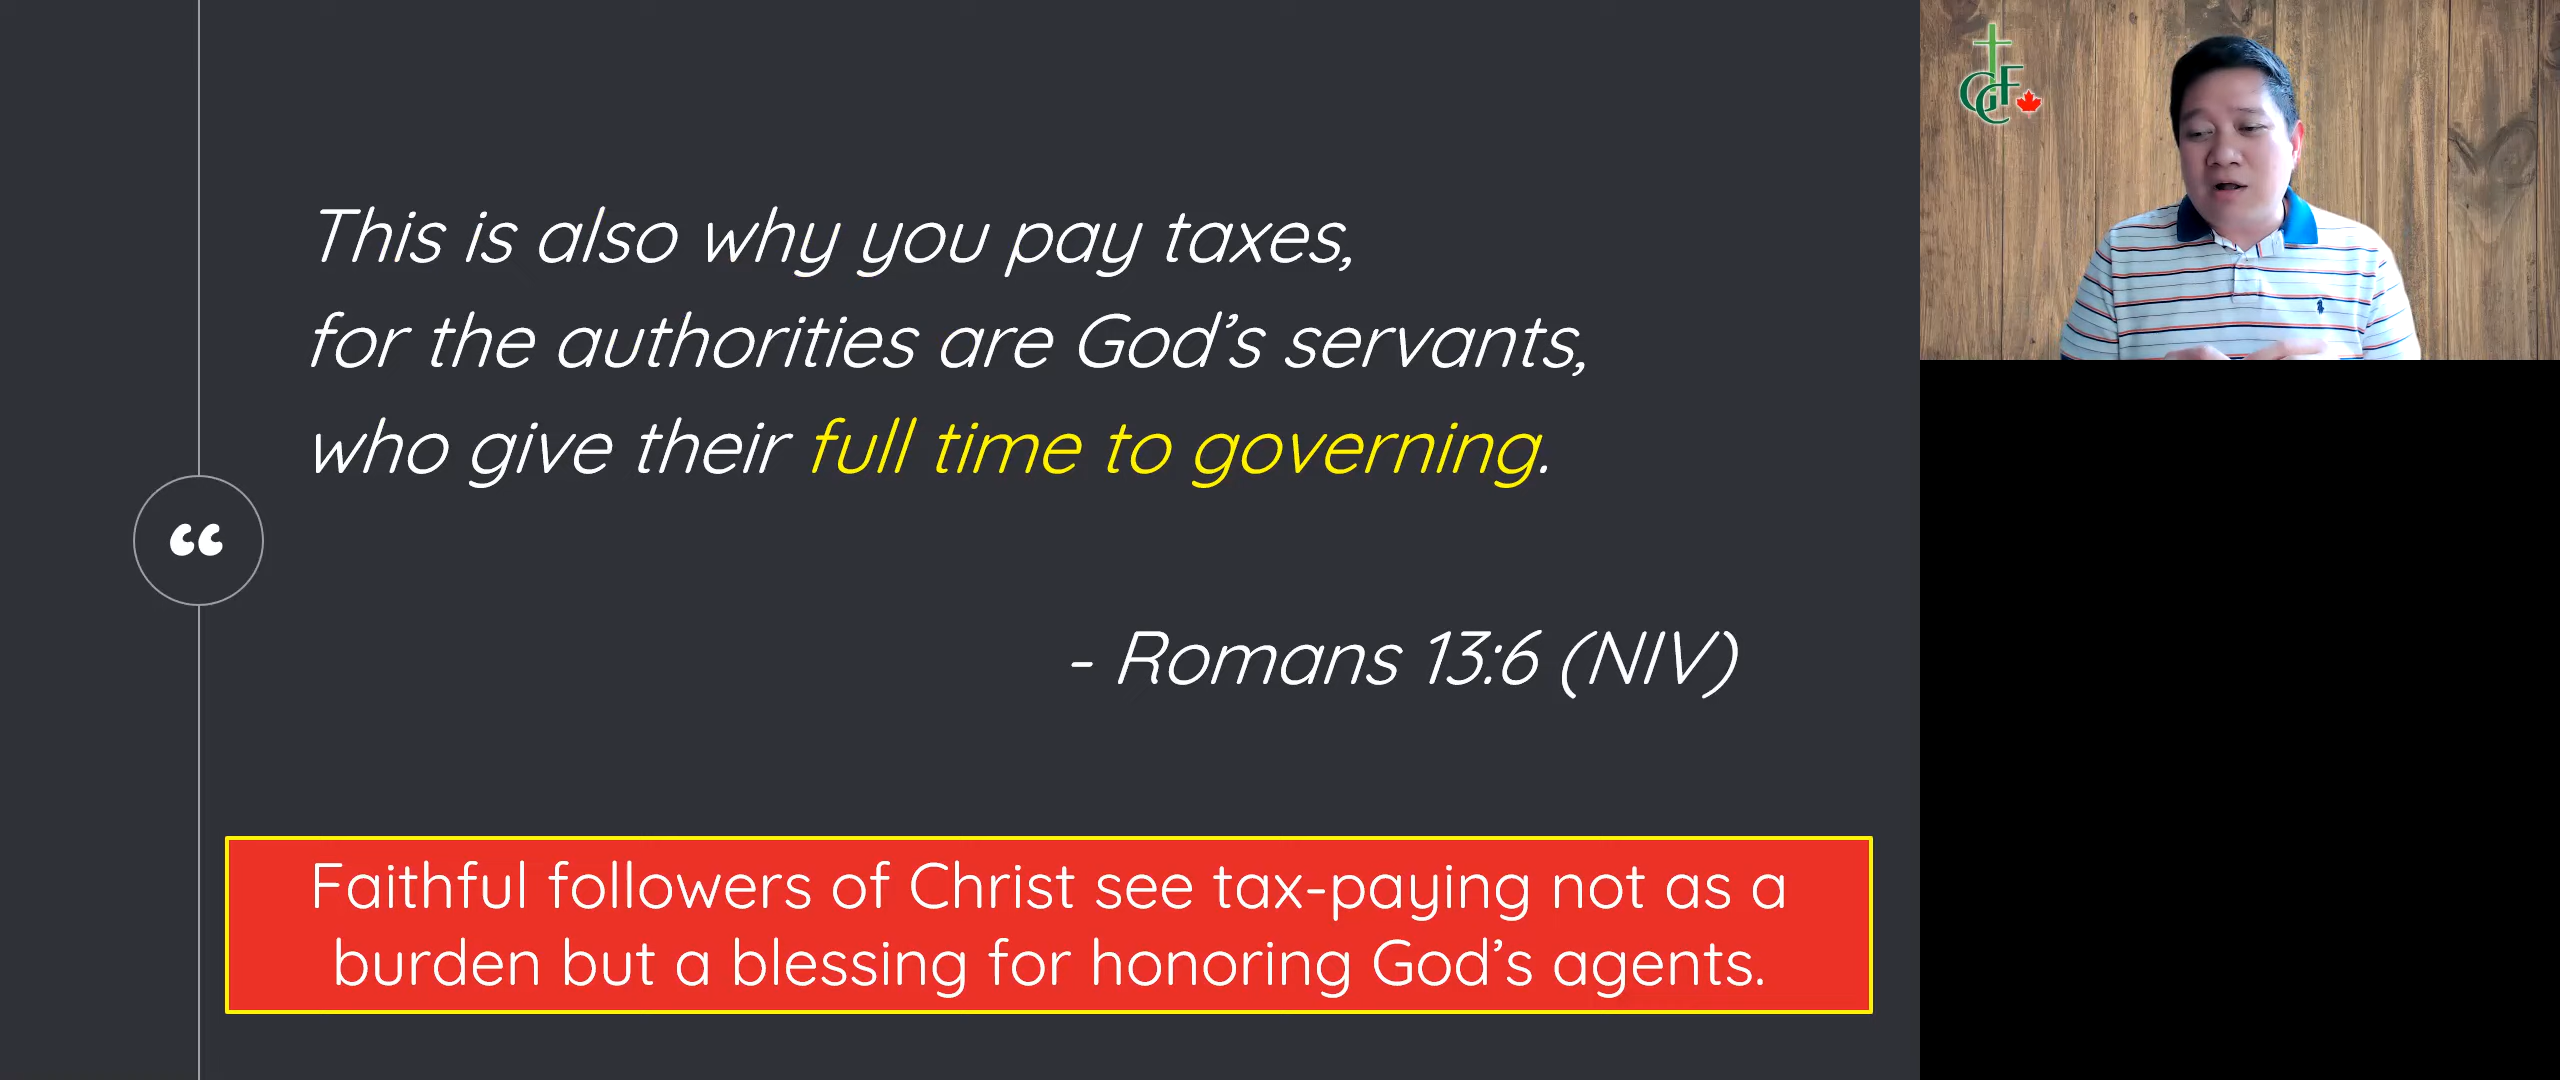 This is also why you pay taxes,
for the authorities are God’s servants,
who give their full time to governing.
“
- Romans 13:6 (NIV)
Faithful followers of Christ see tax-paying not as a
burden but a blessing for honoring God’s agents.
GCF